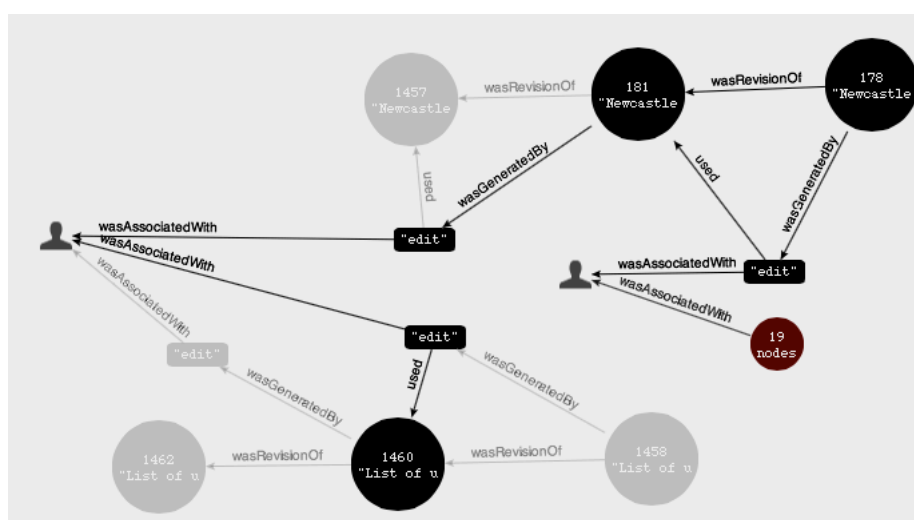 1457
"Newcastle
wasRevisionOf
181
"Newcastle
wasRevisionOf
178
"Newcastle
used
wasGeneratedBy
used
wasGeneratedBy
wasAssociatedWith
"edit"
wasAssociatedWith
wasAssociatedWith
"edit"
wasAssociatedWith
wasAssociatedWith
"edit"
19
nodes
"edit"
used
wasGeneratedBy
wasGeneratedBy
1462
"List of u
wasRevisionOf
1460
"List of u
wasRevisionOf
1458
"List of u